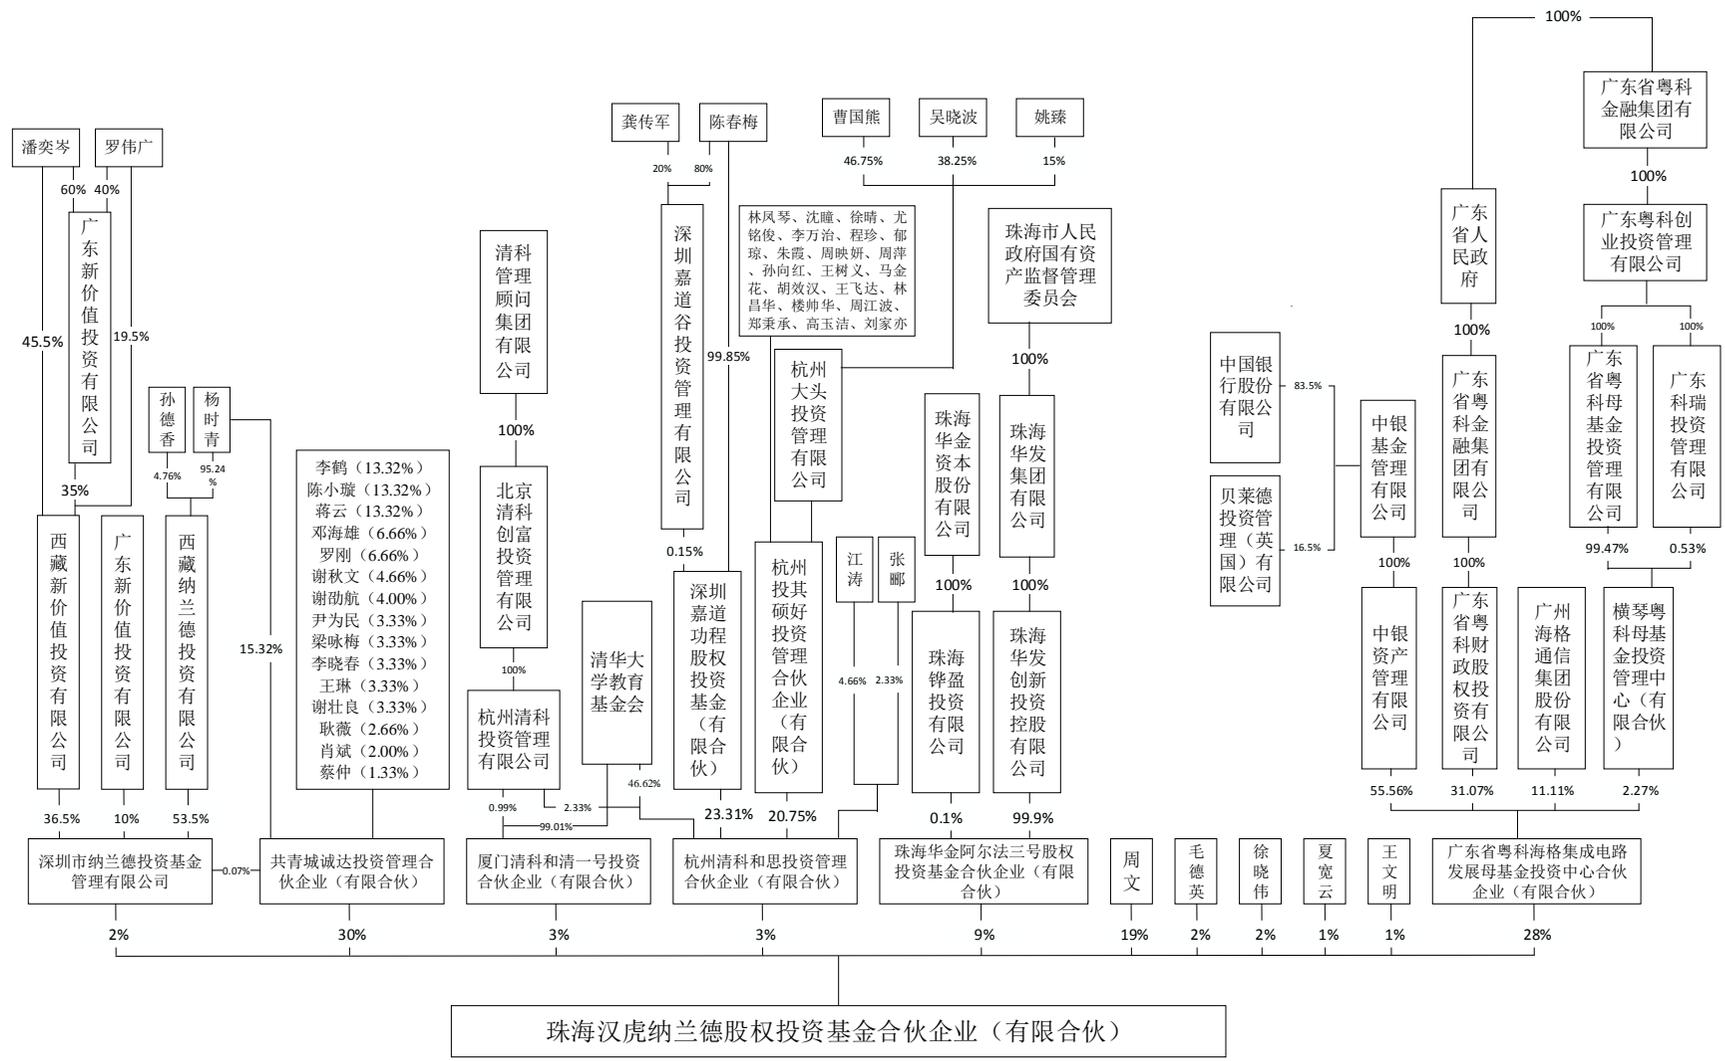 100%
广东省粤科
金融集团有
限公司
100%
龚传军
陈春梅
曹国熊
吴晓波
姚臻
潘奕岑
罗伟广
20%
80%
46.75%
38.25%
15%
60%
40%
广东新价值投资有限公司
45.5%
19.5%
35%
清科
管理
顾问
集团
有限
公司
100%
深圳嘉道谷投资管理有限公司
99.85%
0.15%
林凤琴、沈瞳、徐晴、尤
铭俊、李万治、程珍、郁
琼、朱霞、周映妍、周萍
、孙向红、王树义、马金
花、胡效汉、王飞达、林
昌华、楼帅华、周江波、
郑秉承、高玉洁、刘家亦
珠海市人民
政府国有资
产监督管理
委员会
100%
广东
省人
民政
府
100%
广东粤科创
业投资管理
有限公司
100%
100%
中国银
行股份
有限公
司
83.5%
贝莱德
投资管
理（英
国）有
限公司
16.5%
孙德香
杨时青
4.76%
95.24
%
杭州
大头
投资
管理
有限
公司
珠海
华金
资本
股份
有限
公司
100%
珠海
华发
集团
有限
公司
100%
中银
基金
管理
有限
公司
100%
广东
省粤
科金
融集
团有
限公
司
100%
广东
省粤
科母
基金
投资
管理
有限
公司
99.47%
广东
科瑞
投资
管理
有限
公司
0.53%
李鹤（13.32%）
陈小璇（13.32%）
蒋云（13.32%）
邓海雄（6.66%）
罗刚（6.66%）
谢秋文（4.66%）
谢劭航（4.00%）
尹为民（3.33%）
梁咏梅（3.33%）
李晓春（3.33%）
王琳（3.33%）
谢壮良（3.33%）
耿薇（2.66%）
肖斌（2.00%）
蔡仲（1.33%）
15.32%
北京
清科
创富
投资
管理
有限
公司
100%
西藏新价值投资有限公司
广东新价值投资有限公司
西藏纳兰德投资有限公司
杭州清科
投资管理
有限公司
清华大
学教育
基金会
深圳
嘉道
功程
股权
投资
基金
（有
限合
伙）
杭州
投其
硕好
投资
管理
合伙
企业
（有
限合
伙）
江涛
张郦
4.66%
2.33%
珠海
铧盈
投资
有限
公司
珠海
华发
创新
投资
控股
有限
公司
中银
资产
管理
有限
公司
广东
省粤
科财
政股
权投
资有
限公
司
广州
海格
通信
集团
股份
有限
公司
横琴粤
科母基
金投资
管理中
心（有
限合伙
）
36.5%
10%
53.5%
0.99%
2.33%
99.01%
46.62%
23.31%
20.75%
0.1%
99.9%
55.56%
31.07%
11.11%
2.27%
深圳市纳兰德投资基金
管理有限公司
0.07%
共青城诚达投资管理合
伙企业（有限合伙）
厦门清科和清一号投资
合伙企业（有限合伙）
杭州清科和思投资管理
合伙企业（有限合伙）
珠海华金阿尔法三号股权
投资基金合伙企业（有限
合伙）
周文
毛德英
徐晓伟
夏宽云
王文明
广东省粤科海格集成电路
发展母基金投资中心合伙
企业（有限合伙）
2%
30%
3%
3%
9%
19%
2%
2%
1%
1%
28%
珠海汉虎纳兰德股权投资基金合伙企业（有限合伙）